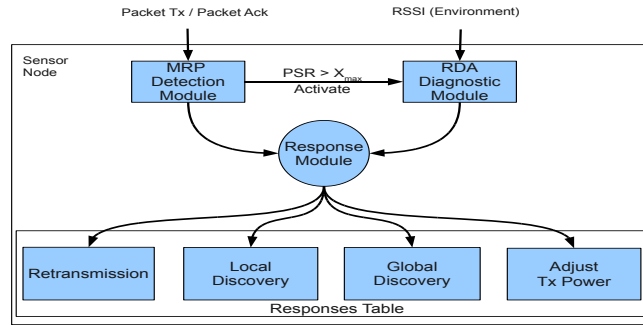 Packet Tx / Packet Ack
RSSI (Environment)
Sensor
Node
MRP
Detection
Module
PSR > Xmax
Activate
RDA
Diagnostic
Module
Response
Module
Retransmission
Local
Discovery
Global
Discovery
Adjust
Tx Power
Responses Table